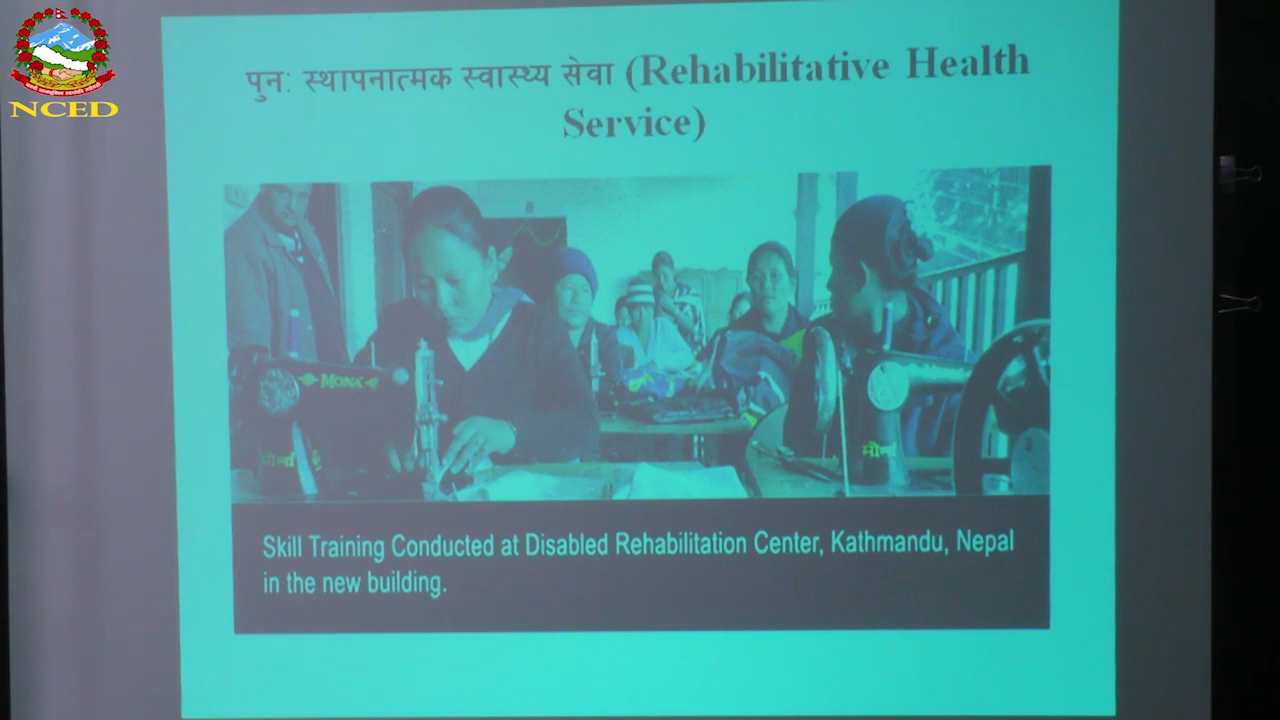 NCED
पुनः स्थापनात्मक स्वास्थ्य सेवा (Rehabilitative Health
Service)
MONA
मोना
Skill Training Conducted at Disabled Rehabilitation Center, Kathmandu, Nepal
in the new building.